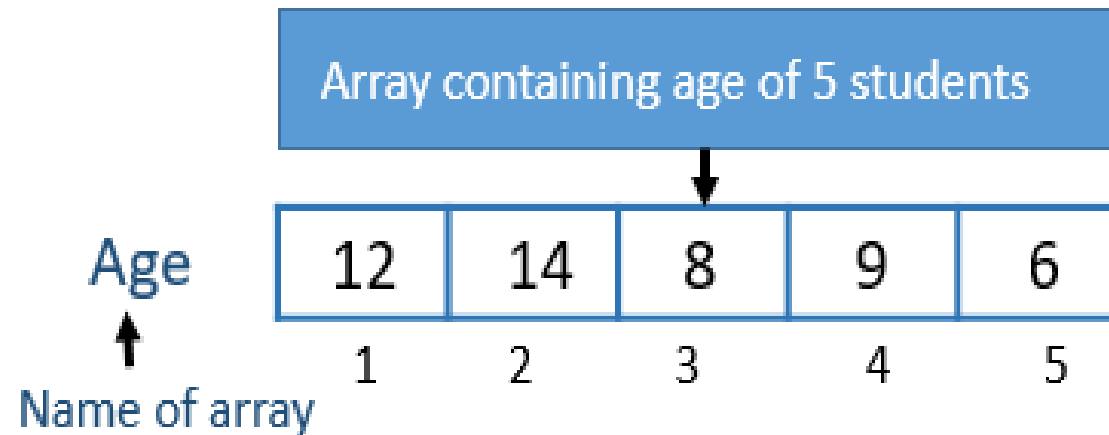 Array containing age of 5 students
Age 12 14 8 9 6
1 2 3 4 5
Name of array